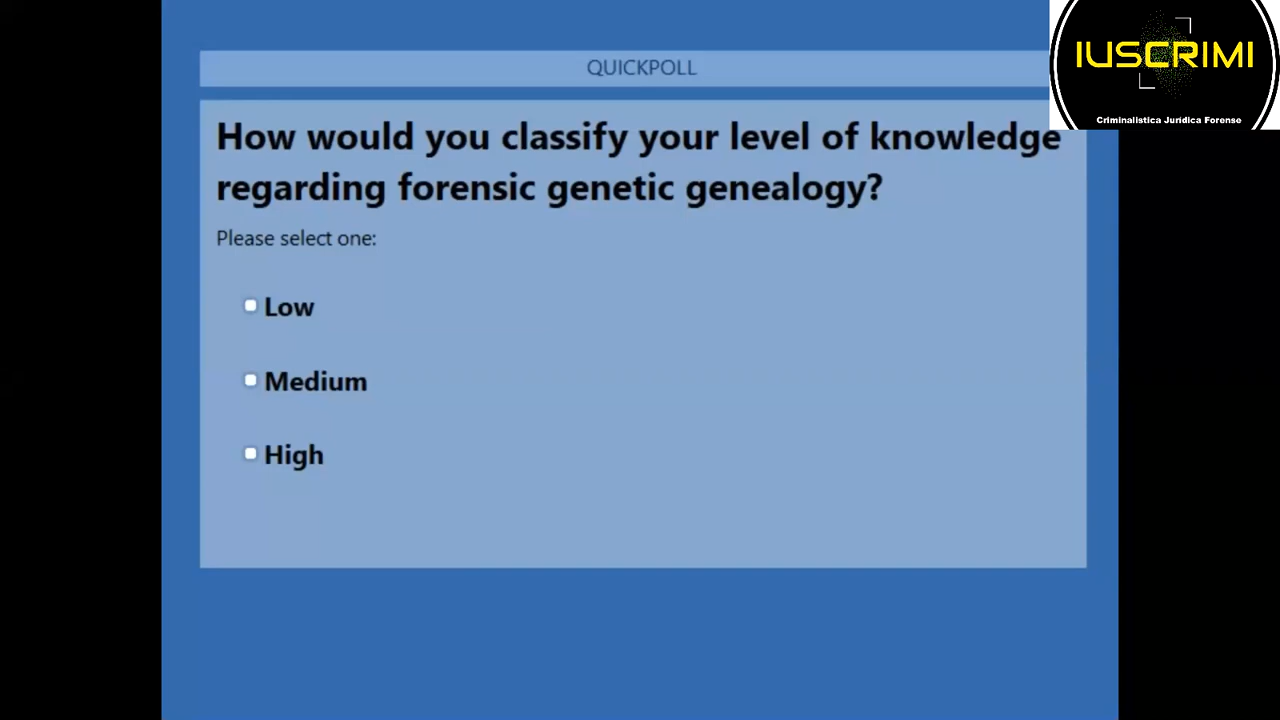 QUICKPOLL
IUSCRIMI
Criminalistica Jurídica Forense
How would you classify your level of knowledge
regarding forensic genetic genealogy?
Please select one:
Low
Medium
High